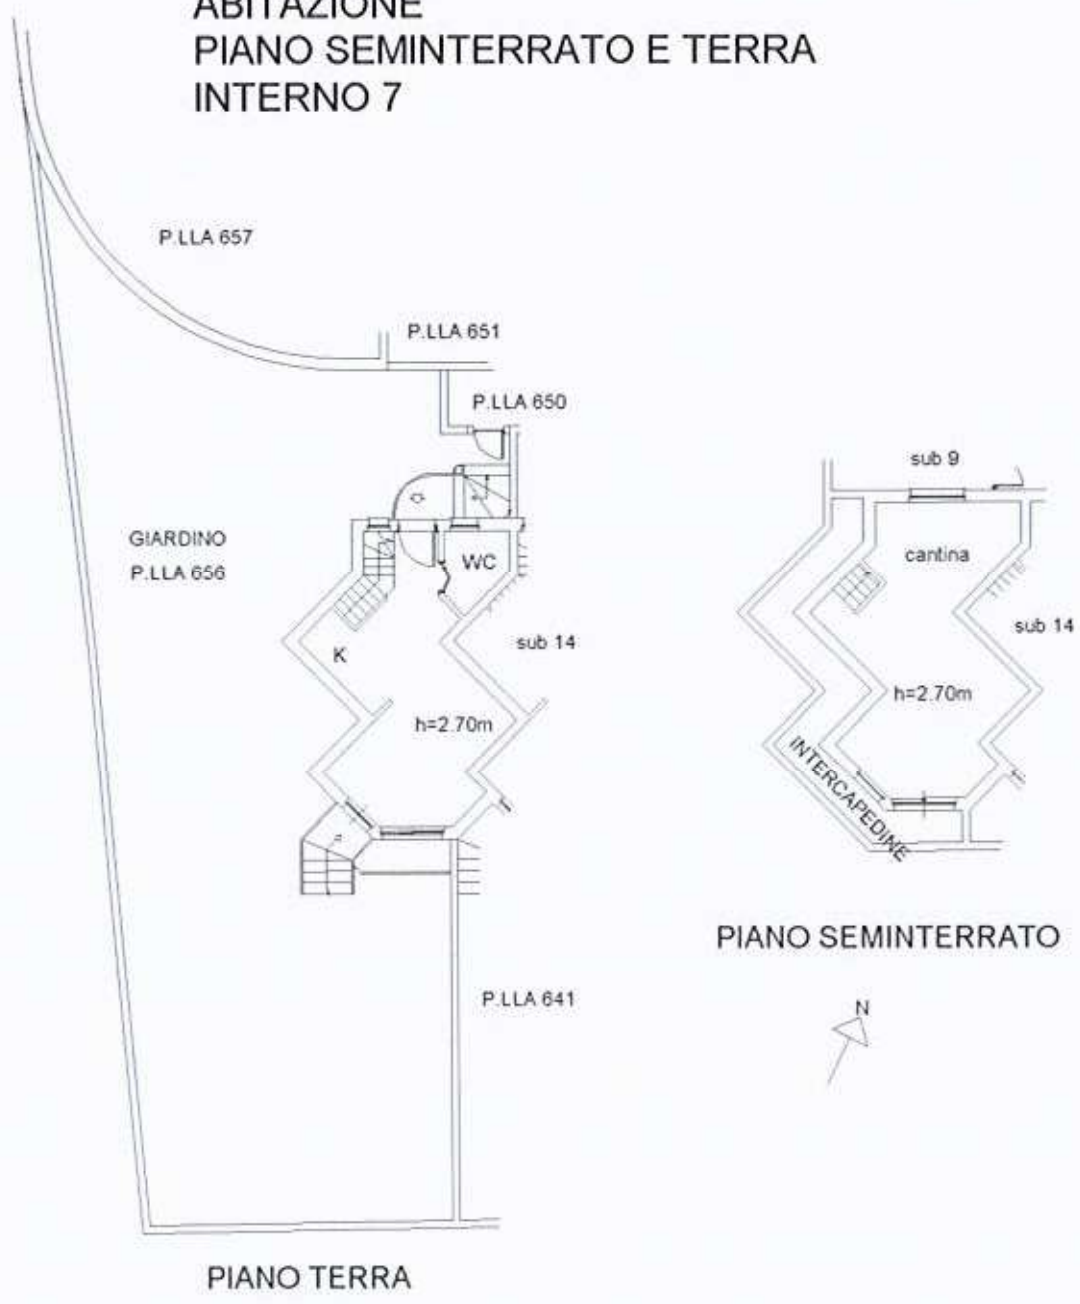 ABITAZIONE
PIANO SEMINTERRATO E TERRA
INTERNO 7
P.LLA 657
P.LLA 651
P.LLA 650
GIARDINO
P.LLA 656
WC
sub 14
K
h=2.70m
P.LLA 641
PIANO TERRA
sub 9
cantina
sub 14
h=2.70m
INTERCAPEDINE
PIANO SEMINTERRATO
N